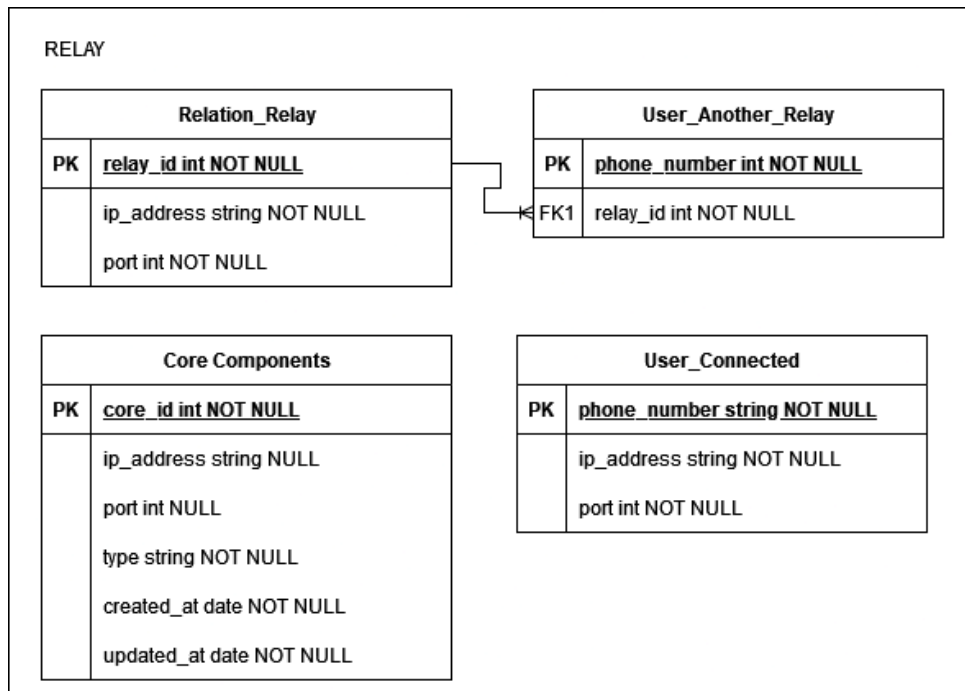 RELAY
Relation_Relay
PK relay_id int NOT NULL
ip_address string NOT NULL
port int NOT NULL
User_Another_Relay
PK phone_number int NOT NULL
FK1 relay_id int NOT NULL
Core Components
PK core_id int NOT NULL
ip_address string NULL
port int NULL
type string NOT NULL
created_at date NOT NULL
updated_at date NOT NULL
User_Connected
PK phone_number string NOT NULL
ip_address string NOT NULL
port int NOT NULL